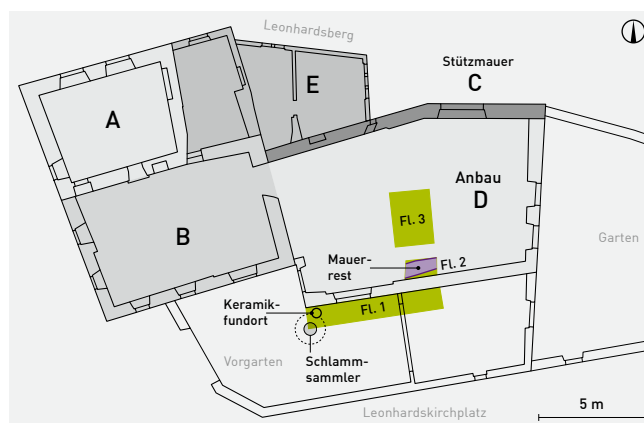 Leonhardsberg
Stützmauer
C
E
A
Anbau
D
Fl. 3
B
Garten
Mauer-
rest
Fl. 2
Keramik-
fundort
Fl. 1
Vorgarten
Schlamm-
sammler
Leonhardskirchplatz
5 m